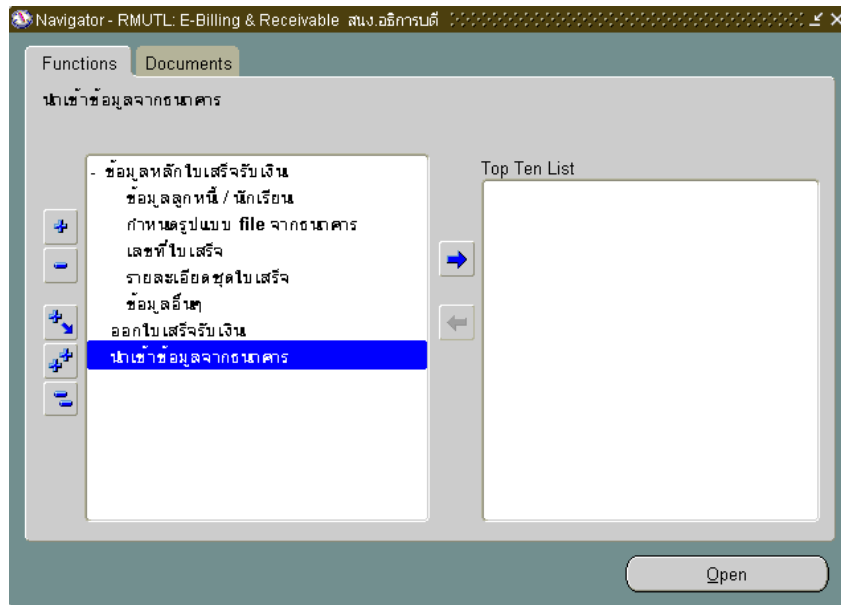 Navigator - RMUTL: E-Billing & Receivable สนง.อธิการบดี
Functions Documents
นำเข้าข้อมูลจากธนาคาร
Top Ten List
- ข้อมูลหลักใบเสร็จรับเงิน
ข้อมูลลูกหนี้ / นักเรียน
กำหนดรูปแบบ file จากธนาคาร
เลขที่ใบเสร็จ
รายละเอียดชุดใบเสร็จ
ข้อมูลอื่นๆ
ออกใบเสร็จรับเงิน
นำเข้าข้อมูลจากธนาคาร
Open